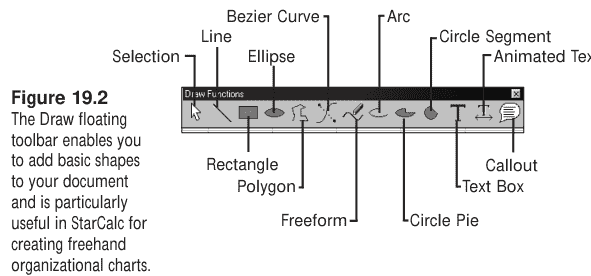 Bezier Curve
Arc
Line
Circle Segment
Selection
Ellipse
Animated Tex
Draw Functions
Figure 19.2
The Draw floating
toolbar enables you
to add basic shapes
to your document
and is particularly
useful in StarCalc for
creating freehand
organizational charts.
Rectangle
Callout
Polygon
Text Box
Freeform
Circle Pie